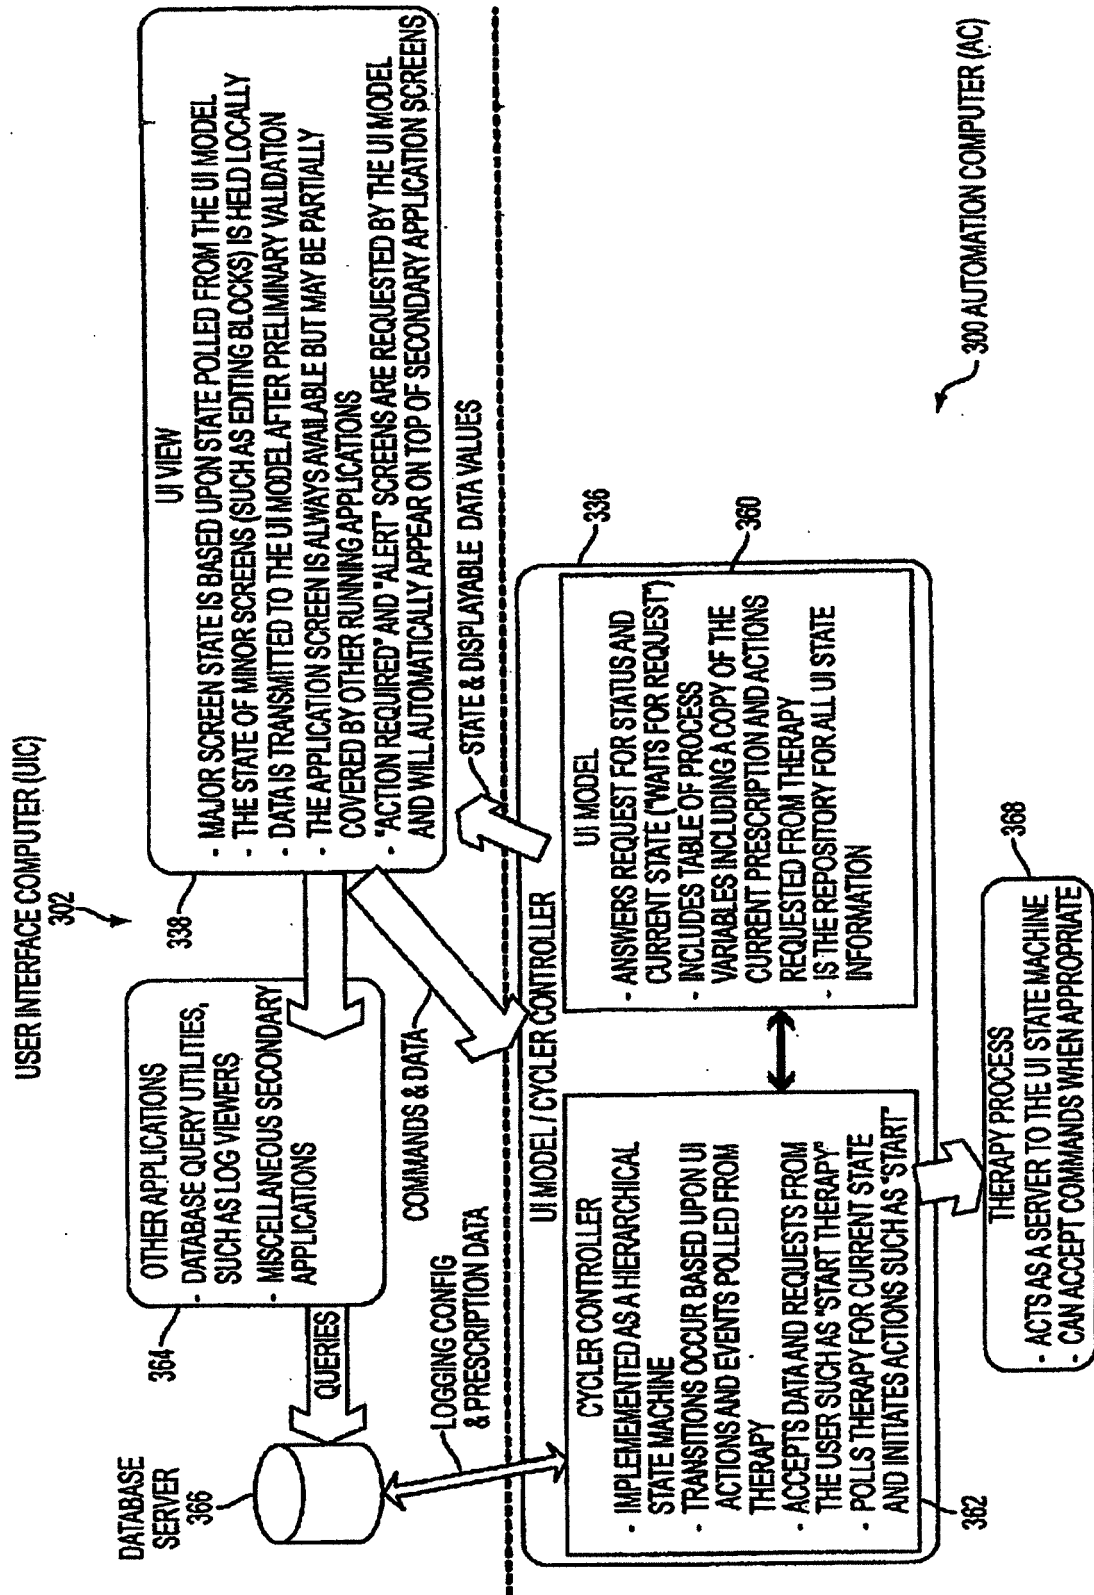 USER INTERFACE COMPUTER (UIC)
302
DATABASE
SERVER
366
QUERIES
364
OTHER APPLICATIONS
- DATABASE QUERY UTILITIES,
SUCH AS LOG VIEWERS
- MISCELLANEOUS SECONDARY
APPLICATIONS
338
UI VIEW
- MAJOR SCREEN STATE IS BASED UPON STATE POLLED FROM THE UI MODEL
- THE STATE OF MINOR SCREENS (SUCH AS EDITING BLOCKS) IS HELD LOCALLY
- DATA IS TRANSMITTED TO THE UI MODEL AFTER PRELIMINARY VALIDATION
- THE APPLICATION SCREEN IS ALWAYS AVAILABLE BUT MAY BE PARTIALLY
COVERED BY OTHER RUNNING APPLICATIONS
- "ACTION REQUIRED" AND "ALERT" SCREENS ARE REQUESTED BY THE UI MODEL
AND WILL AUTOMATICALLY APPEAR ON TOP OF SECONDARY APPLICATION SCREENS
LOGGING CONFIG
& PRESCRIPTION DATA
COMMANDS & DATA
STATE & DISPLAYABLE DATA VALUES
UI MODEL / CYCLER CONTROLLER
336
CYCLER CONTROLLER
- IMPLEMEMENTED AS A HIERARCHICAL
STATE MACHINE
- TRANSITIONS OCCUR BASED UPON UI
ACTIONS AND EVENTS POLLED FROM
THERAPY
- ACCEPTS DATA AND REQUESTS FROM
THE USER SUCH AS "START THERAPY"
- POLLS THERAPY FOR CURRENT STATE
AND INITIATES ACTIONS SUCH AS "START"
362
UI MODEL
- ANSWERS REQUEST FOR STATUS AND
CURRENT STATE ("WAITS FOR REQUEST")
- INCLUDES TABLE OF PROCESS
VARIABLES INCLUDING A COPY OF THE
CURRENT PRESCRIPTION AND ACTIONS
REQUESTED FROM THERAPY
- IS THE REPOSITORY FOR ALL UI STATE
INFORMATION
360
THERAPY PROCESS
- ACTS AS A SERVER TO THE UI STATE MACHINE
- CAN ACCEPT COMMANDS WHEN APPROPRIATE
368
300 AUTOMATION COMPUTER (AC)